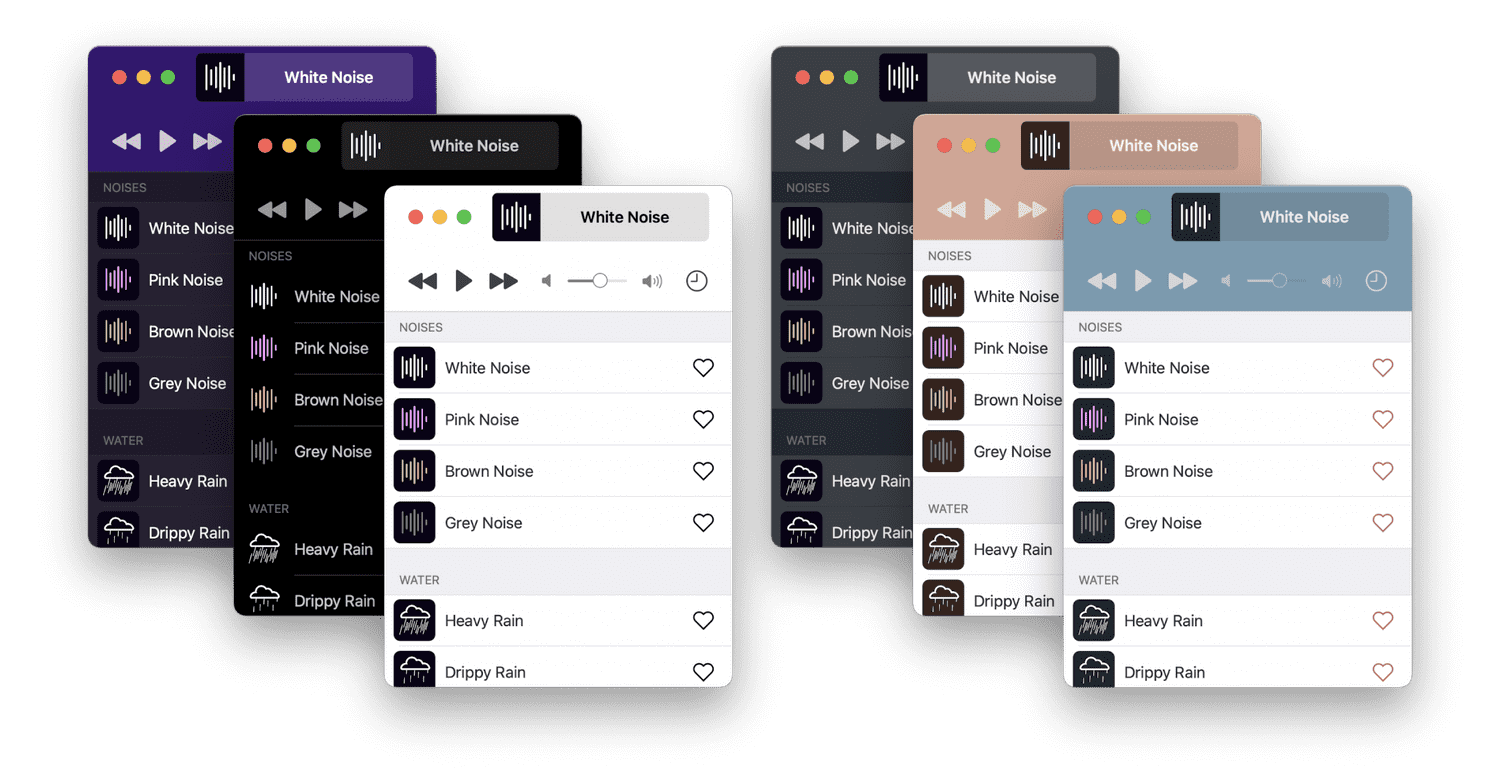 White Noise
NOISES
White Noise
Pink Noise
Brown Noise
Grey Noise
WATER
Heavy Rain
Drippy Rain
White Noise
NOISES
White Noise
Pink Noise
Brown Noise
Grey Noise
WATER
Heavy Rain
Drippy Rain
White Noise
NOISES
White Noise
Pink Noise
Brown Noise
Grey Noise
WATER
Heavy Rain
Drippy Rain
White Noise
NOISES
White Noise
Pink Noise
Brown Noise
Grey Noise
WATER
Heavy Rain
Drippy Rain
White Noise
NOISES
White Noise
Pink Noise
Brown Noise
Grey Noise
WATER
Heavy Rain
Drippy Rain
White Noise
NOISES
White Noise
Pink Noise
Brown Noise
Grey Noise
WATER
Heavy Rain
Drippy Rain